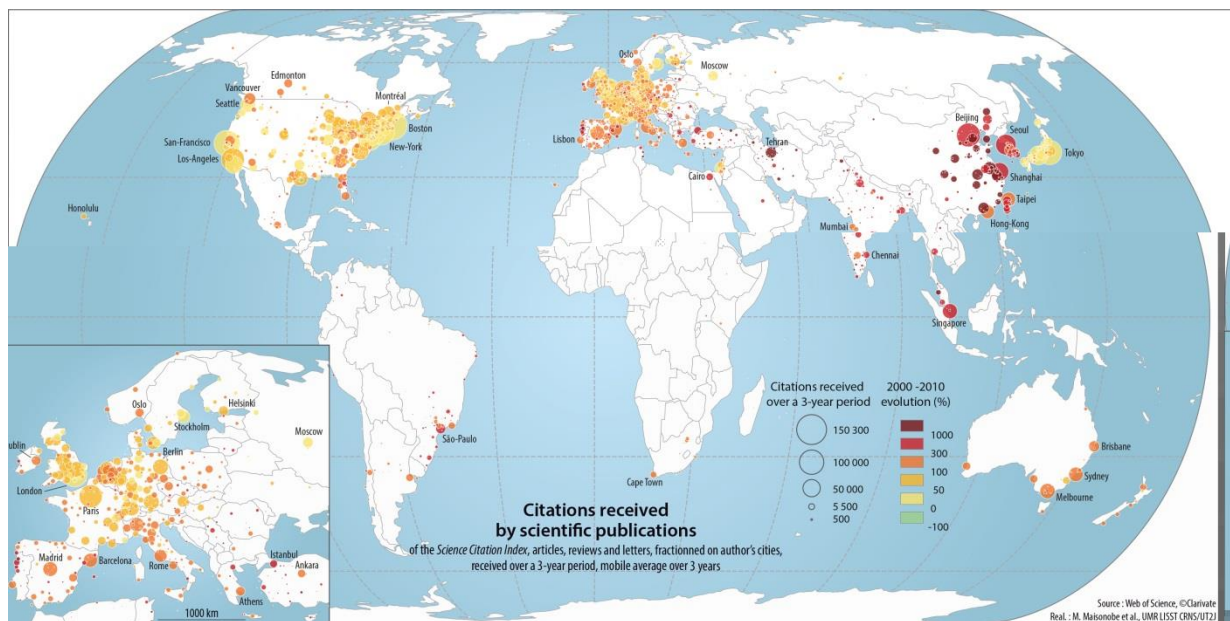 Oslo
Moscow
Edmonton
Vancouver
Seattle
Montréal
Boston
New-York
San-Francisco
Los-Angeles
Honolulu
Lisbon
Tehran
Cairo
Beijing
Seoul
Tokyo
Shanghai
Taipei
Hong-Kong
Mumbai
Chennai
Singapore
São-Paulo
Cape Town
Brisbane
Sydney
Melbourne
Citations received
over a 3-year period
150 300
100 000
50 000
5 500
500
2000 -2010
evolution (%)
1000
300
100
50
0
-100
Oslo
Helsinki
Stockholm
Moscow
ublin
Berlin
London
Paris
Madrid
Barcelona
Rome
Istanbul
Ankara
Athens
1000 km
Citations received
by scientific publications
of the Science Citation Index, articles, reviews and letters, fractionned on author's cities,
received over a 3-year period, mobile average over 3 years
Source : Web of Science, ©Clarivate
Real. : M. Maisonobe et al., UMR LISST CRNS/UT2J